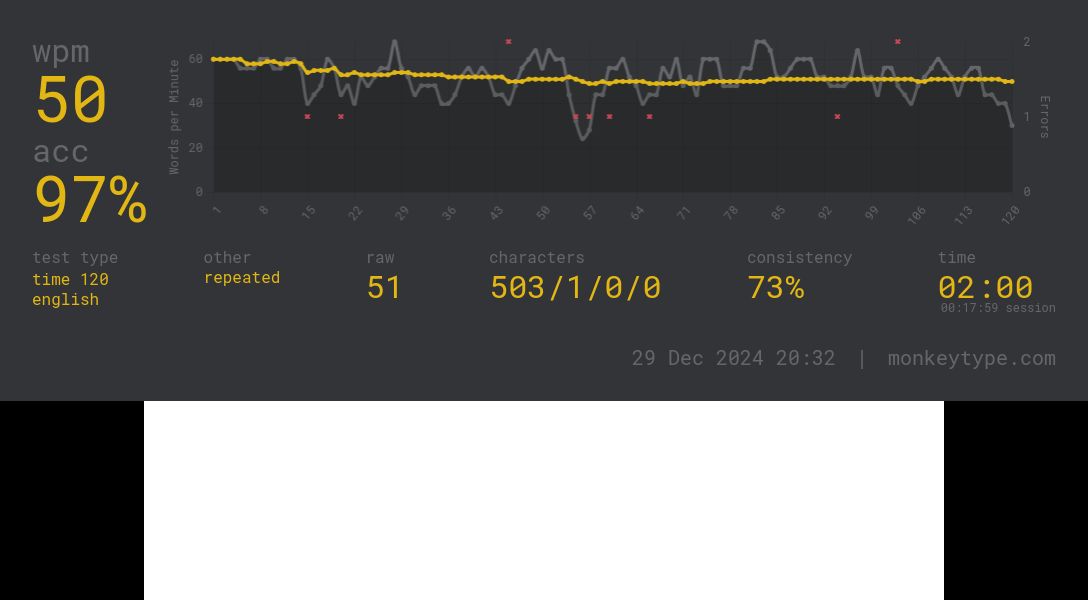 wpm
50
acc
97%
Words per Minute
60
40
20
0
2
1
0
Errors
1 8 15 22 29 36 43 50 57 64 71 78 85 92 99 106 113 120
test type
time 120
english
other
repeated
raw
51
characters
503/1/0/0
consistency
73%
time
02:00
00:17:59 session
29 Dec 2024 20:32 | monkeytype.com